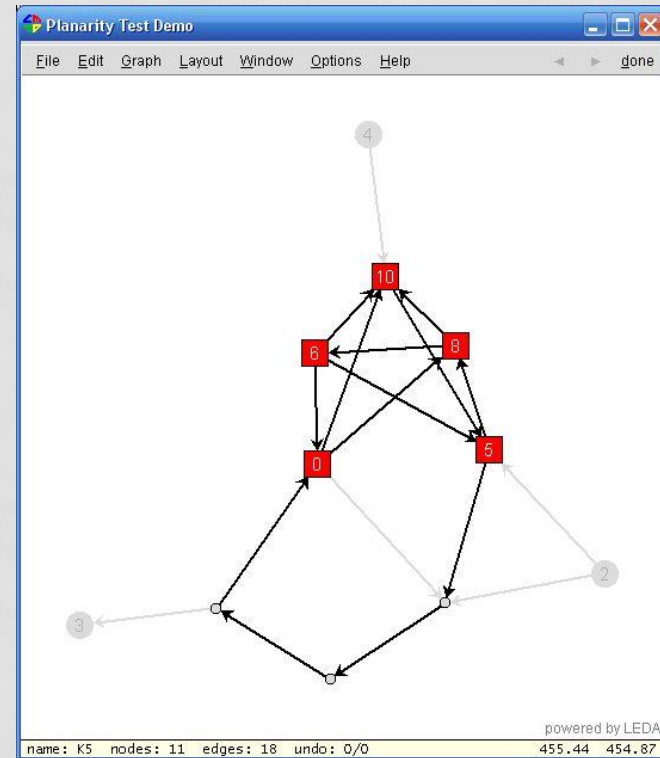 Planarity Test Demo
File Edit Graph Layout Window Options Help done
4
10
6 8
0 5
2
3
powered by LEDA
name: K5 nodes: 11 edges: 18 undo: 0/0 455.44 454.87